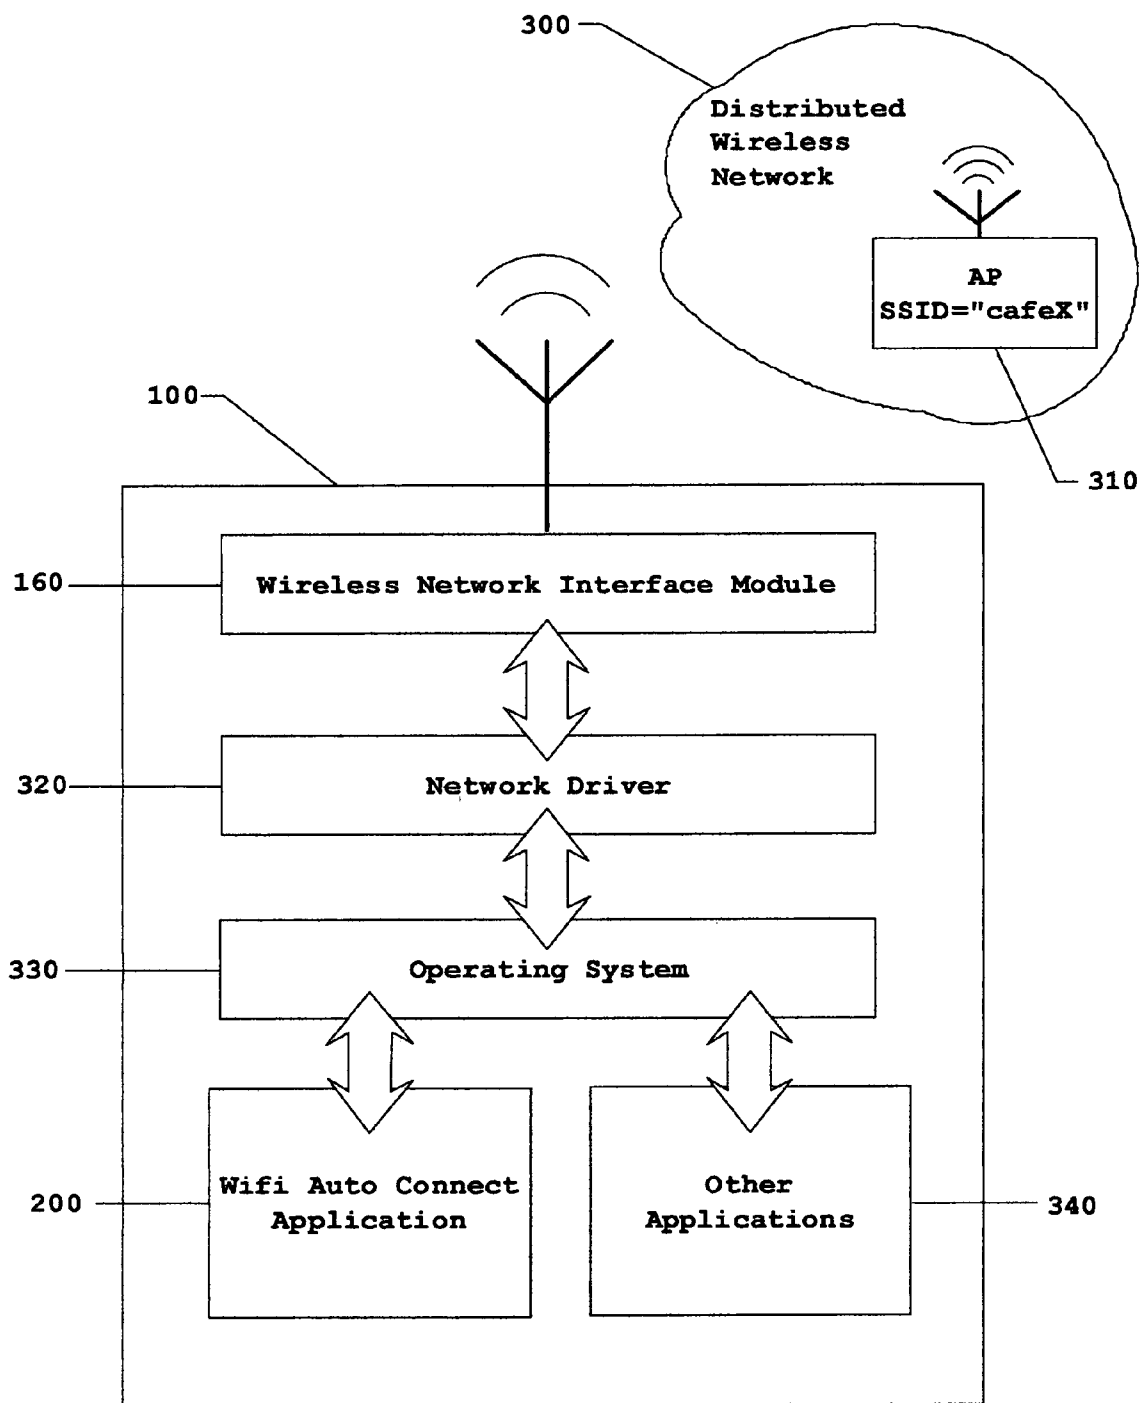 300
Distributed
Wireless
Network
AP
SSID="cafeX"
100
310
160
Wireless Network Interface Module
320
Network Driver
330
Operating System
200
Wifi Auto Connect
Application
Other
Applications
340